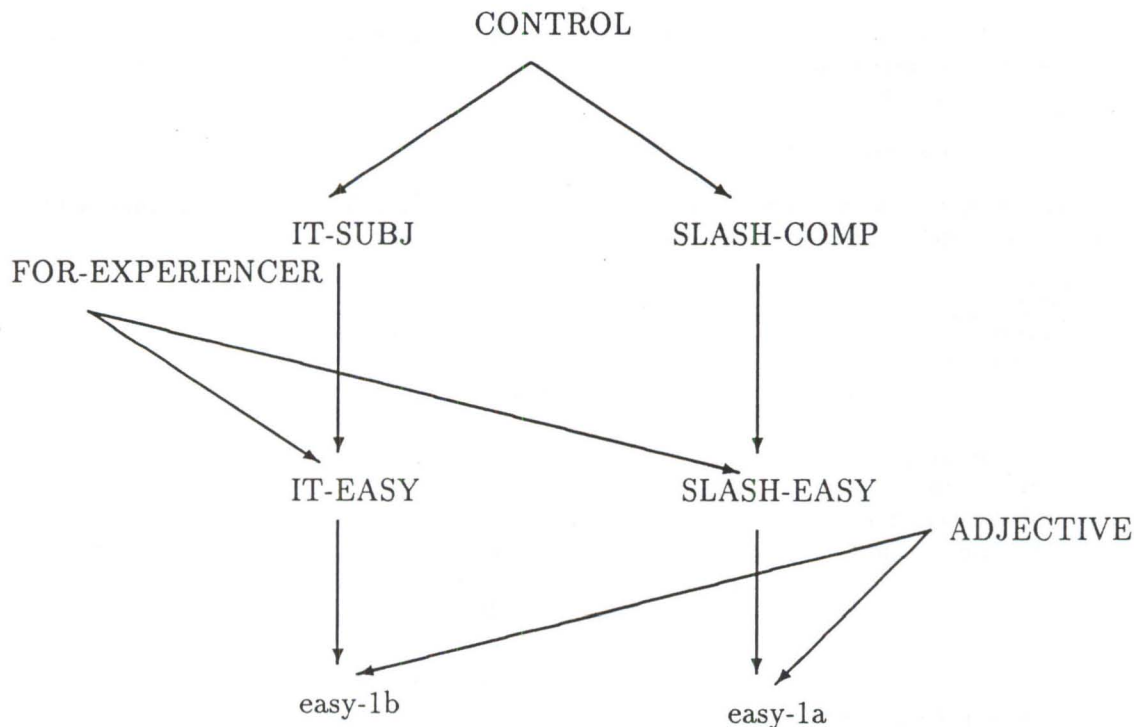 CONTROL
IT-SUBJ
SLASH-COMP
FOR-EXPERIENCER
IT-EASY
SLASH-EASY
ADJECTIVE
easy-1b
easy-1a